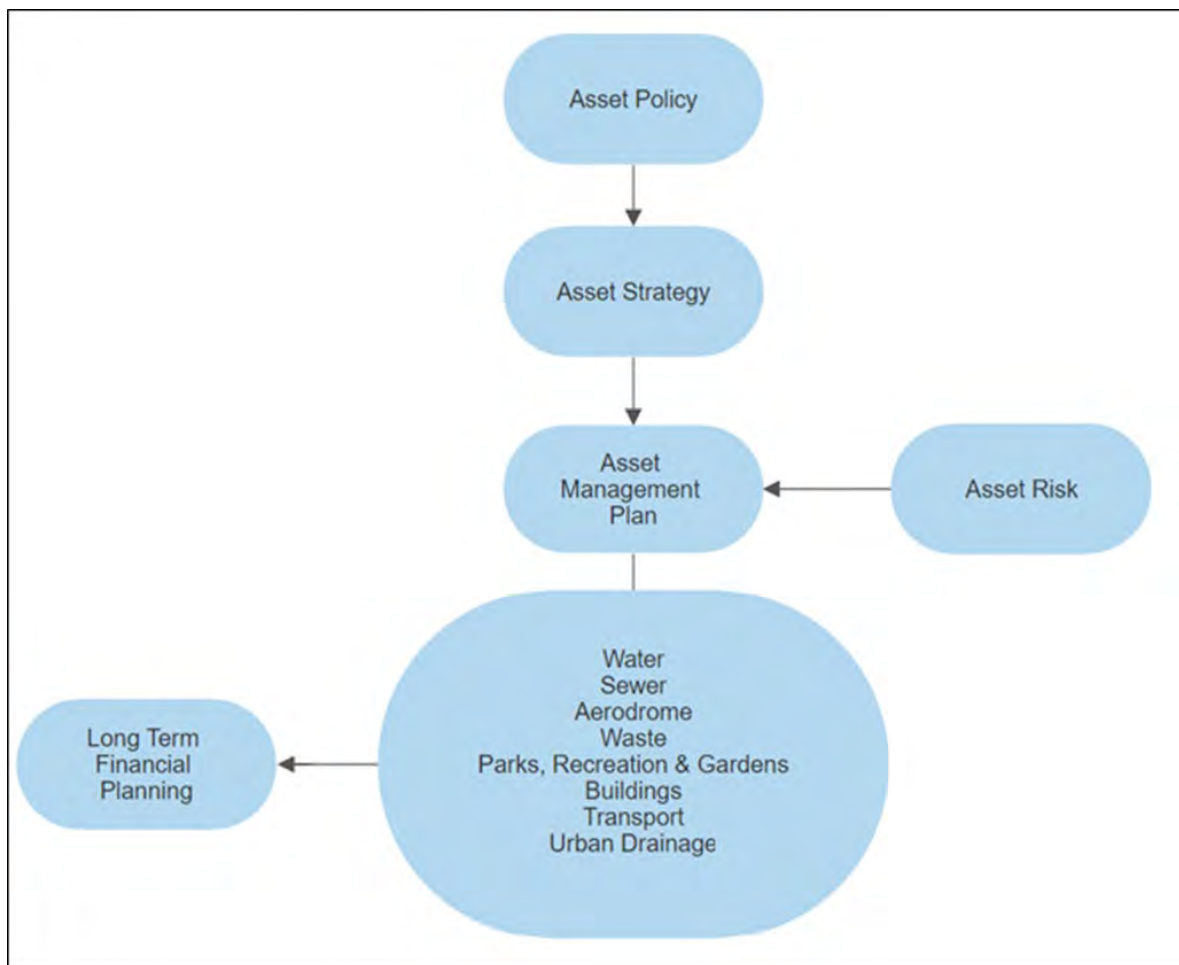 Asset Policy
Asset Strategy
Asset
Management
Plan
Asset Risk
Water
Sewer
Aerodrome
Waste
Parks, Recreation & Gardens
Buildings
Transport
Urban Drainage
Long Term
Financial
Planning